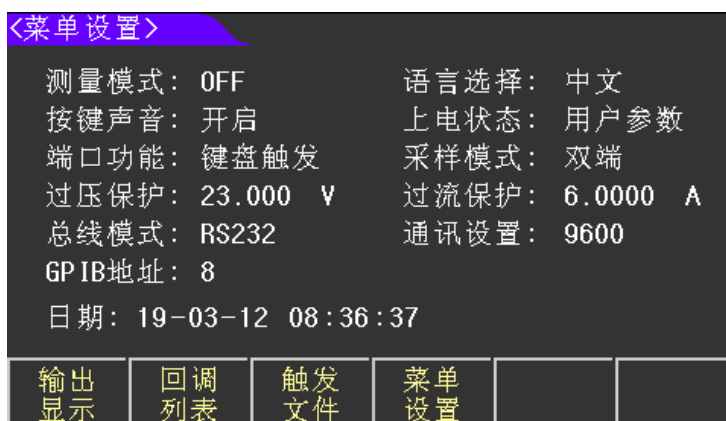 <菜单设置>
测量模式: OFF 语言选择: 中文
按键声音: 开启 上电状态: 用户参数
端口功能: 键盘触发 采样模式: 双端
过压保护: 23.000 V 过流保护: 6.0000 A
总线模式: RS232 通讯设置: 9600
GPIB地址: 8
日期: 19-03-12 08:36:37
输出 回调 触发 菜单
显示 列表 文件 设置